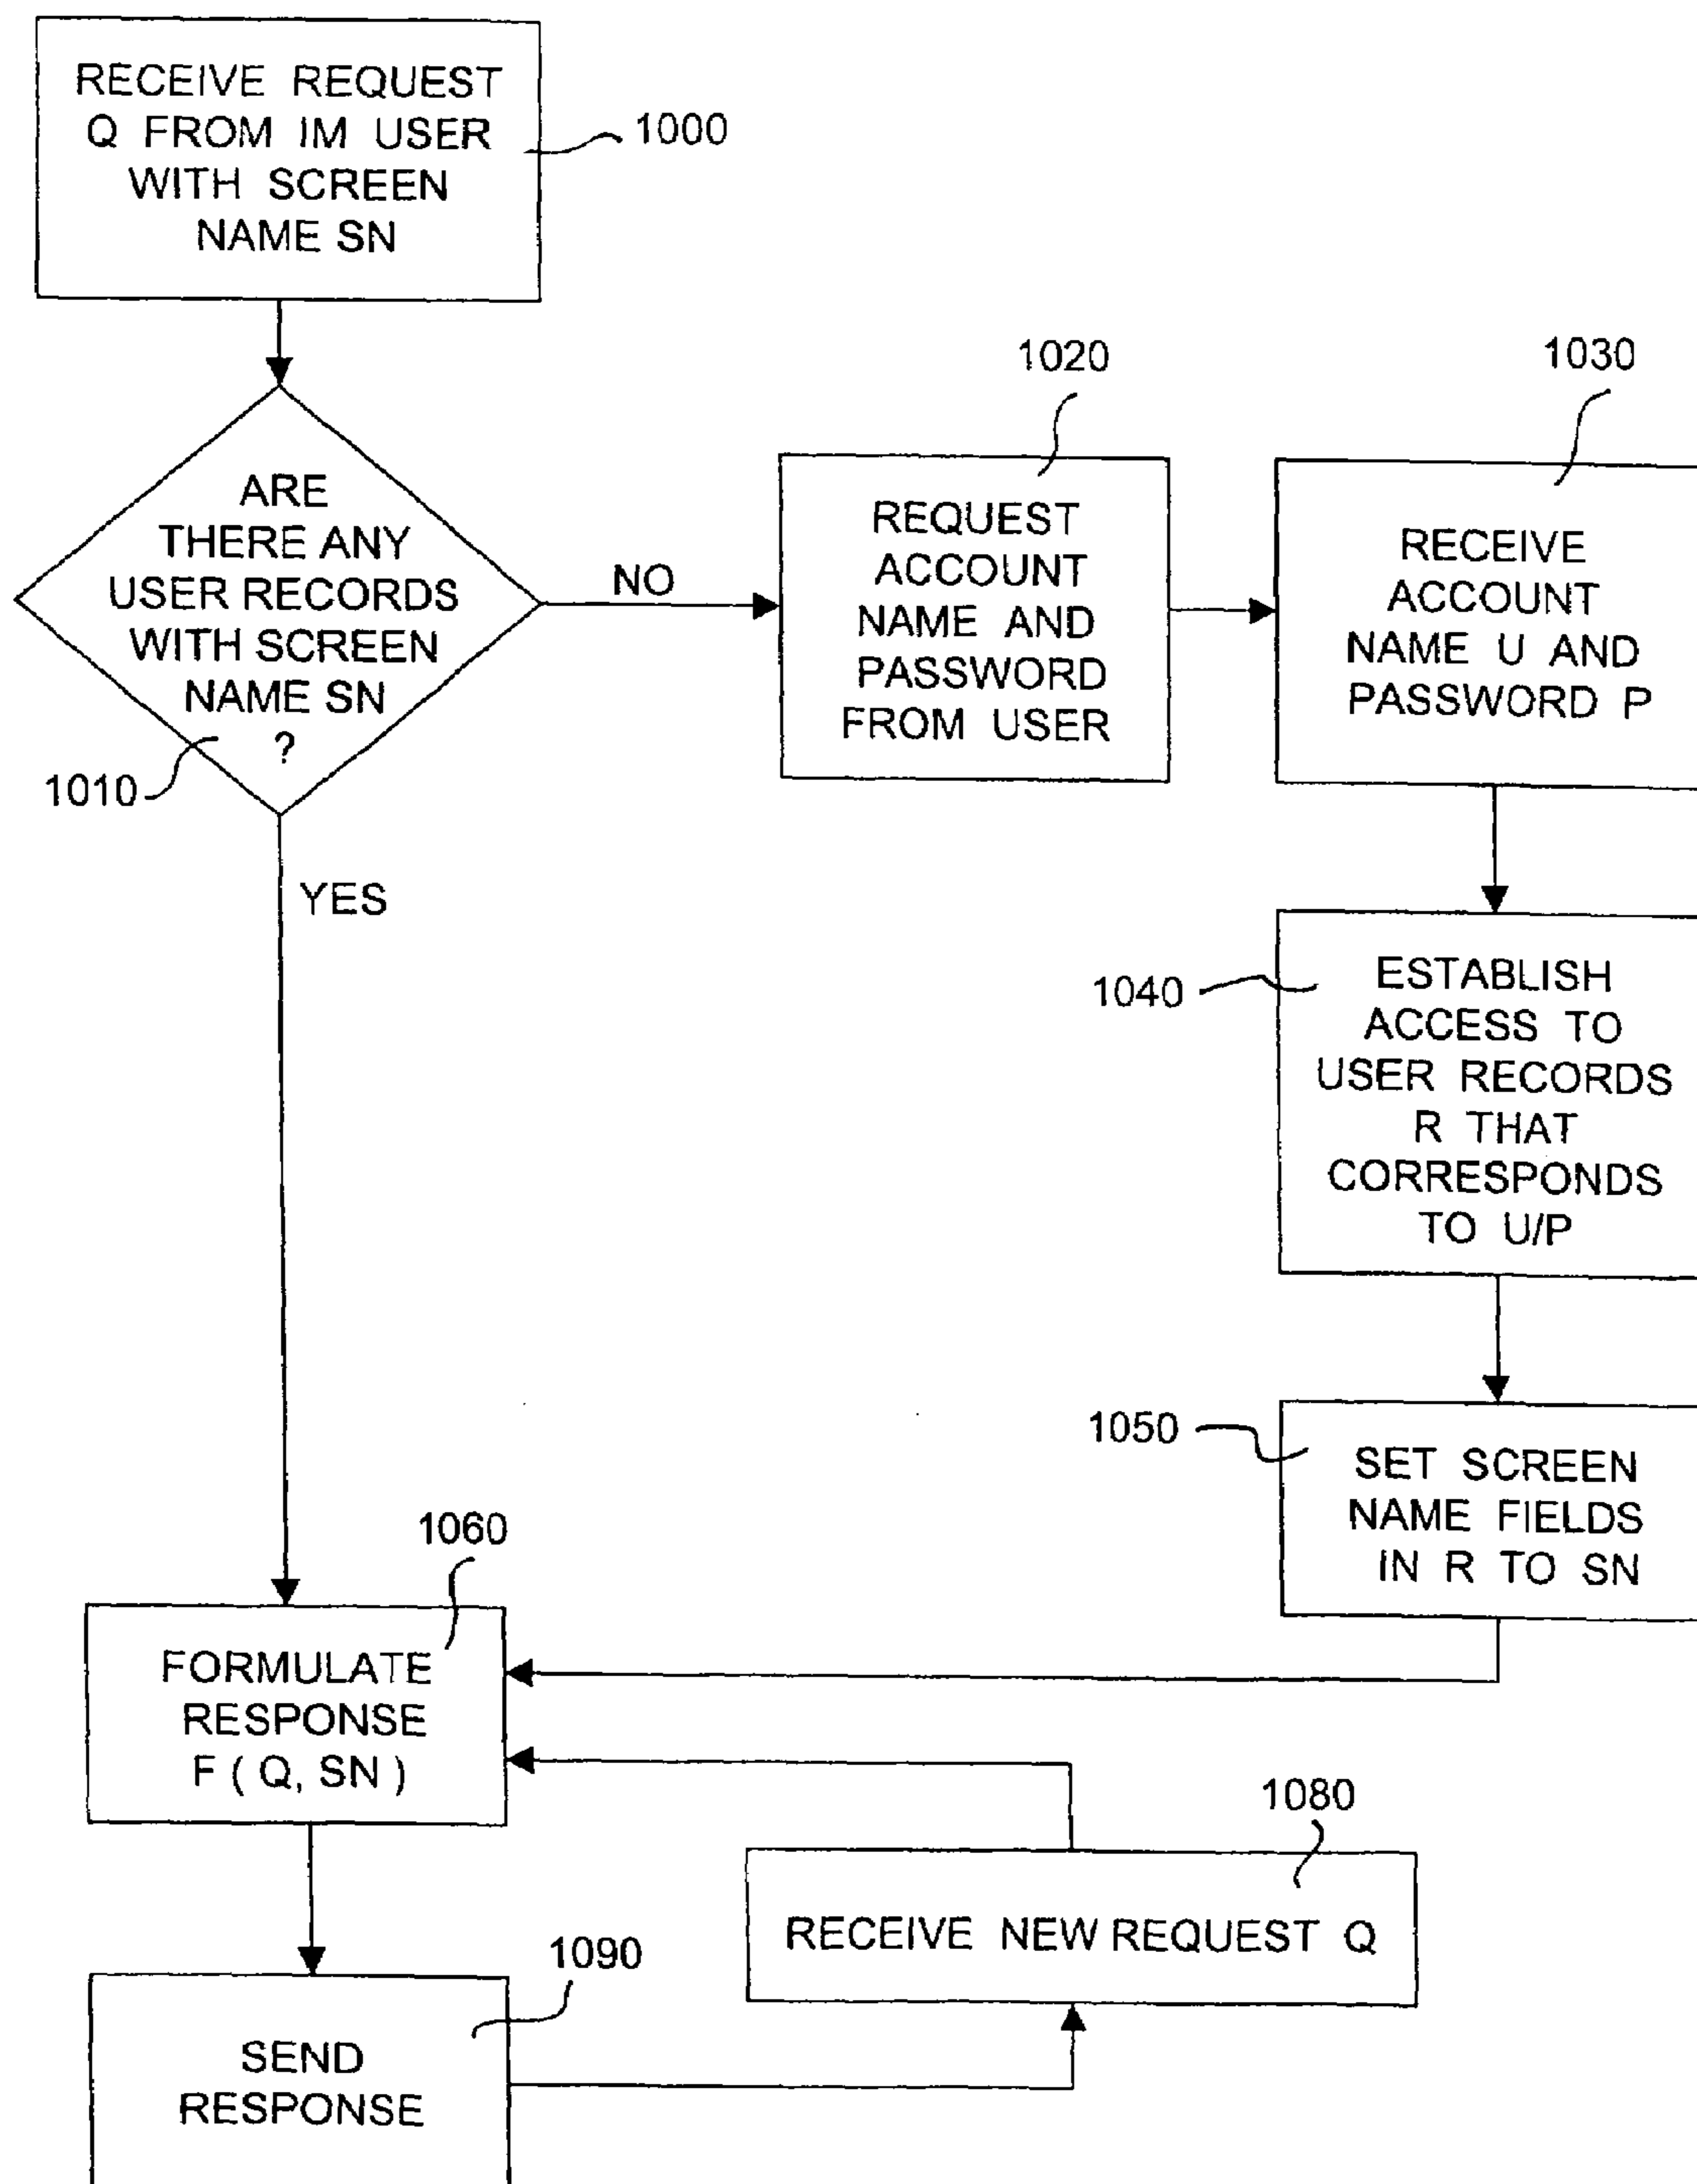 RECEIVE REQUEST
Q FROM IM USER
WITH SCREEN
NAME SN
1000
ARE
THERE ANY
USER RECORDS
WITH SCREEN
NAME SN
?
1010
NO
YES
1020
REQUEST
ACCOUNT
NAME AND
PASSWORD
FROM USER
1030
RECEIVE
ACCOUNT
NAME U AND
PASSWORD P
1040
ESTABLISH
ACCESS TO
USER RECORDS
R THAT
CORRESPONDS
TO U/P
1050
SET SCREEN
NAME FIELDS
IN R TO SN
1060
FORMULATE
RESPONSE
F ( Q, SN )
1080
RECEIVE NEW REQUEST Q
1090
SEND
RESPONSE